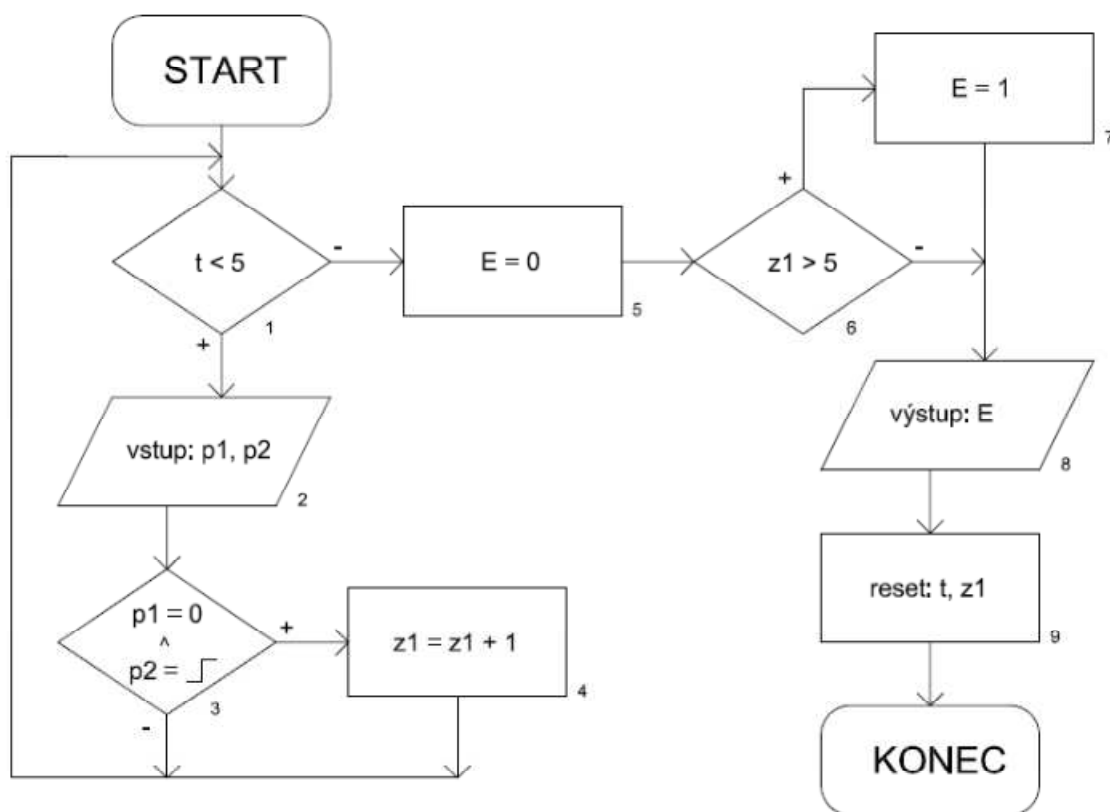 START
t < 5
+
-
1
vstup: p1, p2
2
p1 = 0
^
p2 =
+
-
3
z1 = z1 + 1
4
E = 0
5
z1 > 5
+
-
6
E = 1
7
výstup: E
8
reset: t, z1
9
KONEC